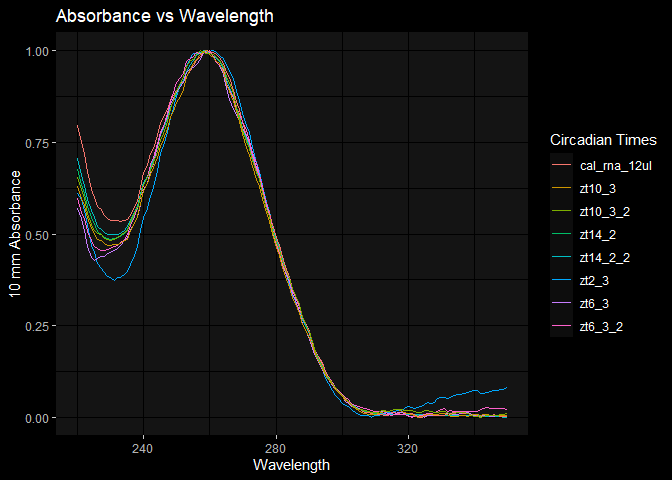 Absorbance vs Wavelength
10 mm Absorbance
1.00
0.75
0.50
0.25
0.00
240
280
320
Wavelength
Circadian Times
cal_rna_12ul
zt10_3
zt10_3_2
zt14_2
zt14_2_2
zt2_3
zt6_3
zt6_3_2